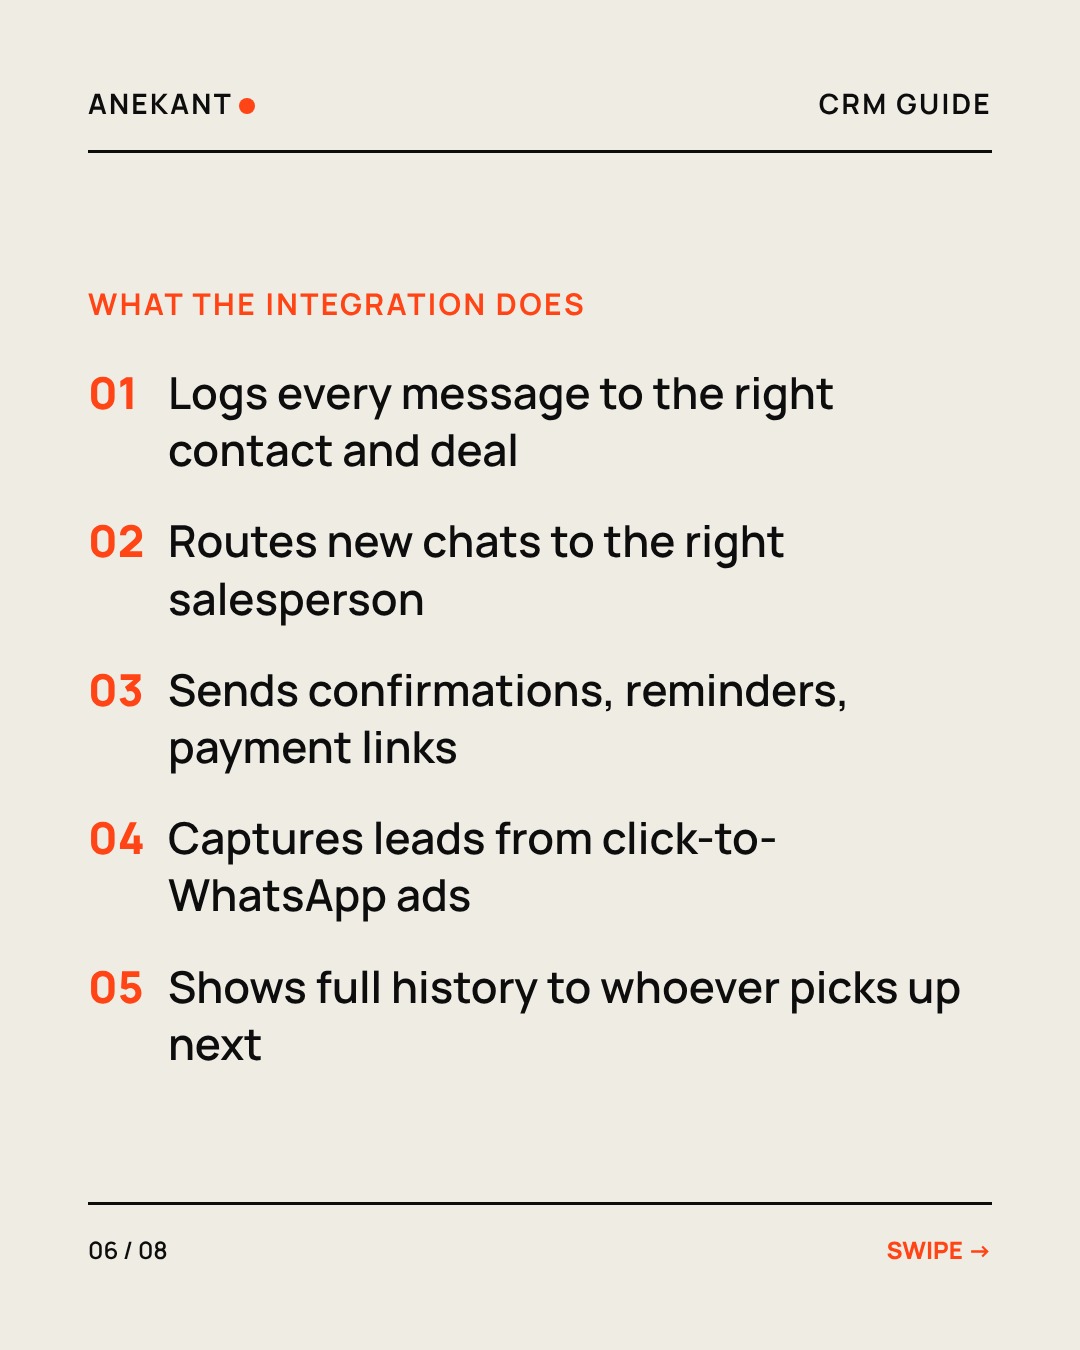 ANEKANT
CRM GUIDE
WHAT THE INTEGRATION DOES
01 Logs every message to the right
contact and deal
02 Routes new chats to the right
salesperson
03 Sends confirmations, reminders,
payment links
04 Captures leads from click-to-
WhatsApp ads
05 Shows full history to whoever picks up
next
06 / 08
SWIPE →